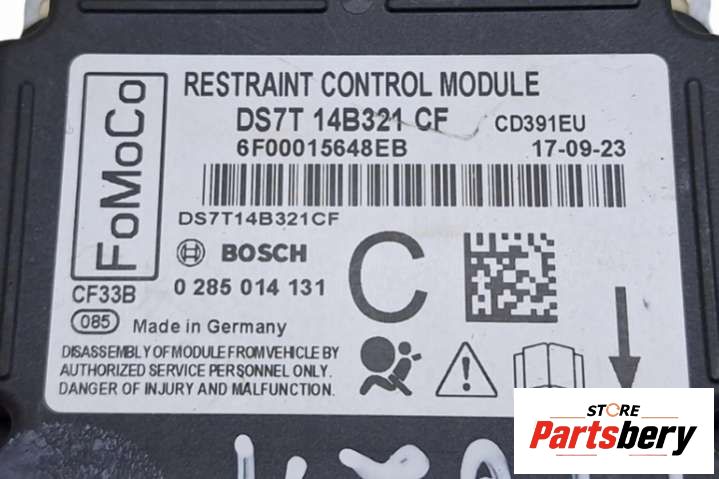 FoMoCo
RESTRAINT CONTROL MODULE
DS7T 14B321 CF
CD391EU
6F00015648EB
17-09-23
DS7T14B321CF
BOSCH
C
CF33B
0 285 014 131
085
Made in Germany
DISASSEMBLY OF MODULE FROM VEHICLE BY
AUTHORIZED SERVICE PERSONNEL ONLY.
DANGER OF INJURY AND MALFUNCTION.
STORE
Partsbery